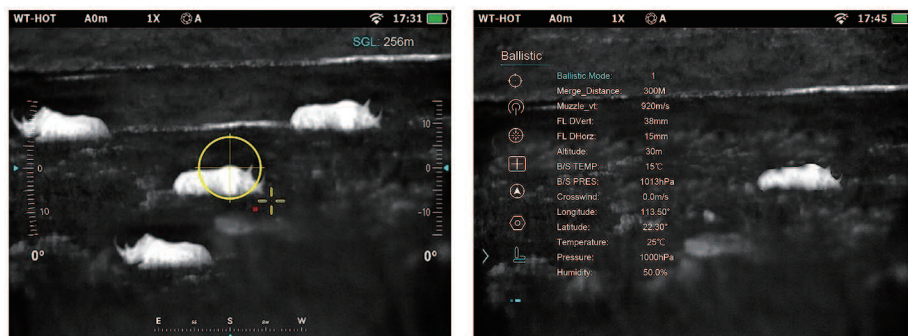 WT-HOT A0m 1X A 17:31
SGL: 256m
10 10
0 0
10 -10
0° 0°
E S W
WT-HOT A0m 1X A 17:45
Ballistic
Ballistic Mode: 1
Merge_Distance: 300M
Muzzle_vt: 920m/s
FL DVert: 38mm
FL DHorz: 15mm
Altitude: 30m
B/S TEMP: 15℃
B/S PRES: 1013hPa
Crosswind: 0.0m/s
Longitude: 113.50°
Latitude: 22.30°
Temperature: 25℃
Pressure: 1000hPa
Humidity: 50.0%